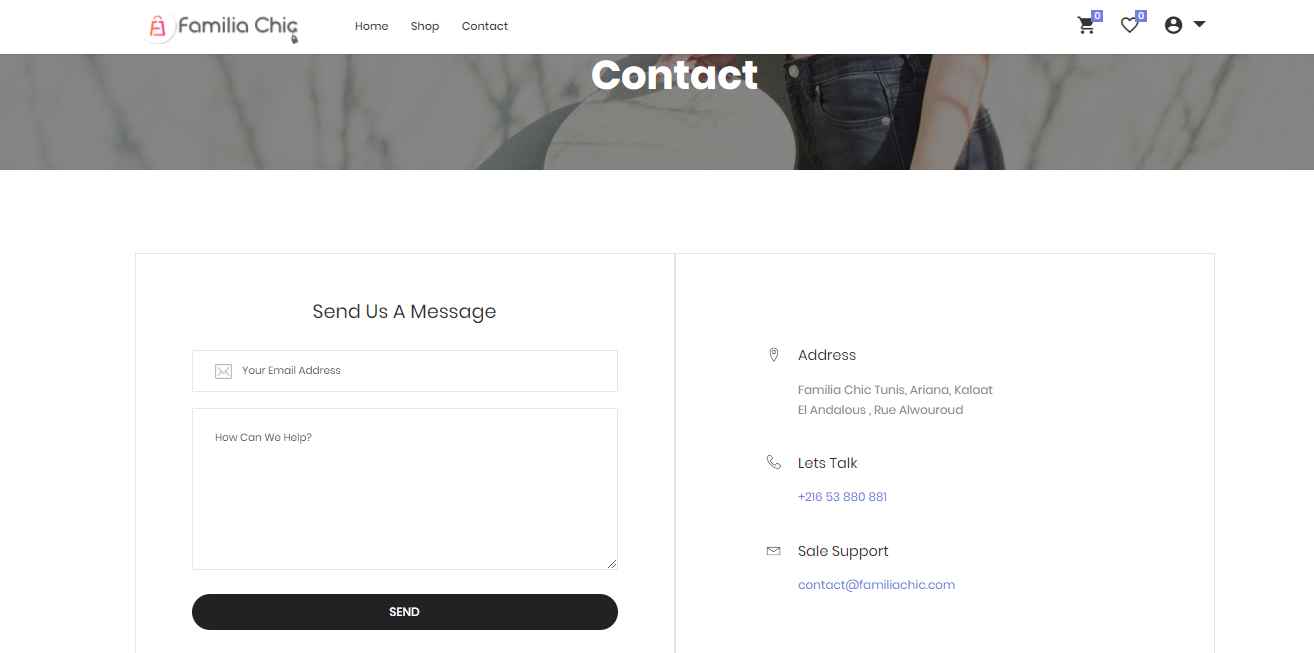 Familia Chic
Home Shop Contact
0 0
Contact
Send Us A Message
Your Email Address
How Can We Help?
SEND
Address
Familia Chic Tunis, Ariana, Kalaat
El Andalous , Rue Alwouroud
Lets Talk
+216 53 880 881
Sale Support
contact@familiachic.com